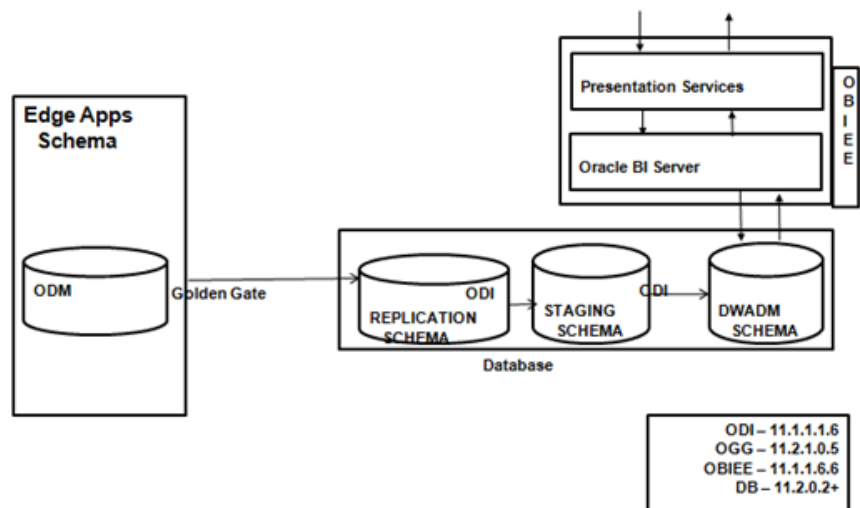 Edge Apps
Schema
ODM
Golden Gate
Presentation Services
Oracle BI Server
OBIEE
REPLICATION
SCHEMA
ODI
STAGING
SCHEMA
ODI
DWADM
SCHEMA
Database
ODI – 11.1.1.1.6
OGG – 11.2.1.0.5
OBIEE – 11.1.1.6.6
DB – 11.2.0.2+